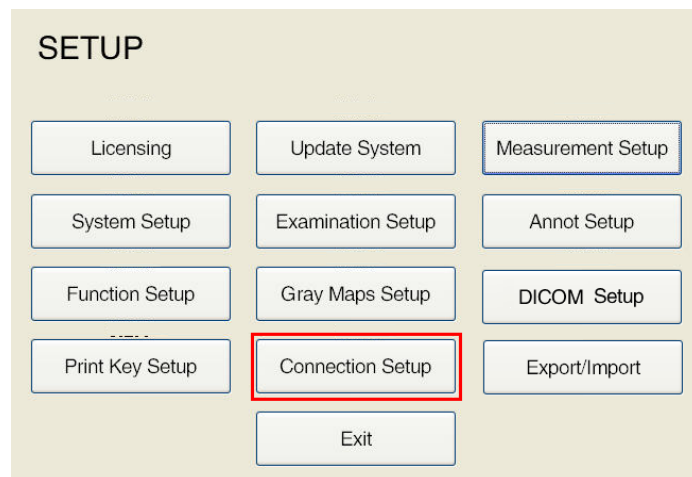 SETUP
Licensing Update System Measurement Setup
System Setup Examination Setup Annot Setup
Function Setup Gray Maps Setup DICOM Setup
Print Key Setup Connection Setup Export/Import
Exit